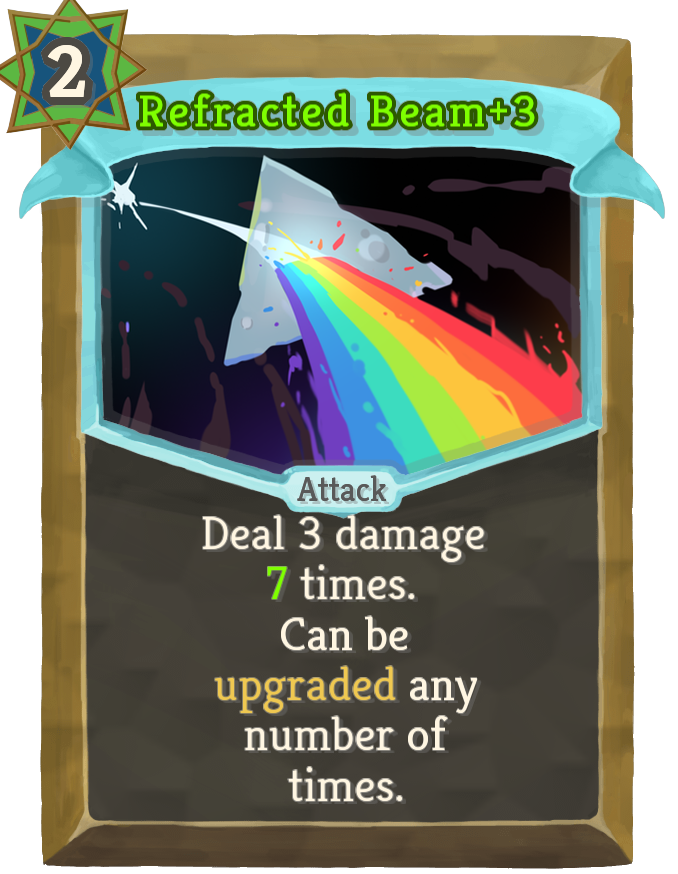 2
Refracted Beam+3
Attack
Deal 3 damage
7 times.
Can be
upgraded any
number of
times.